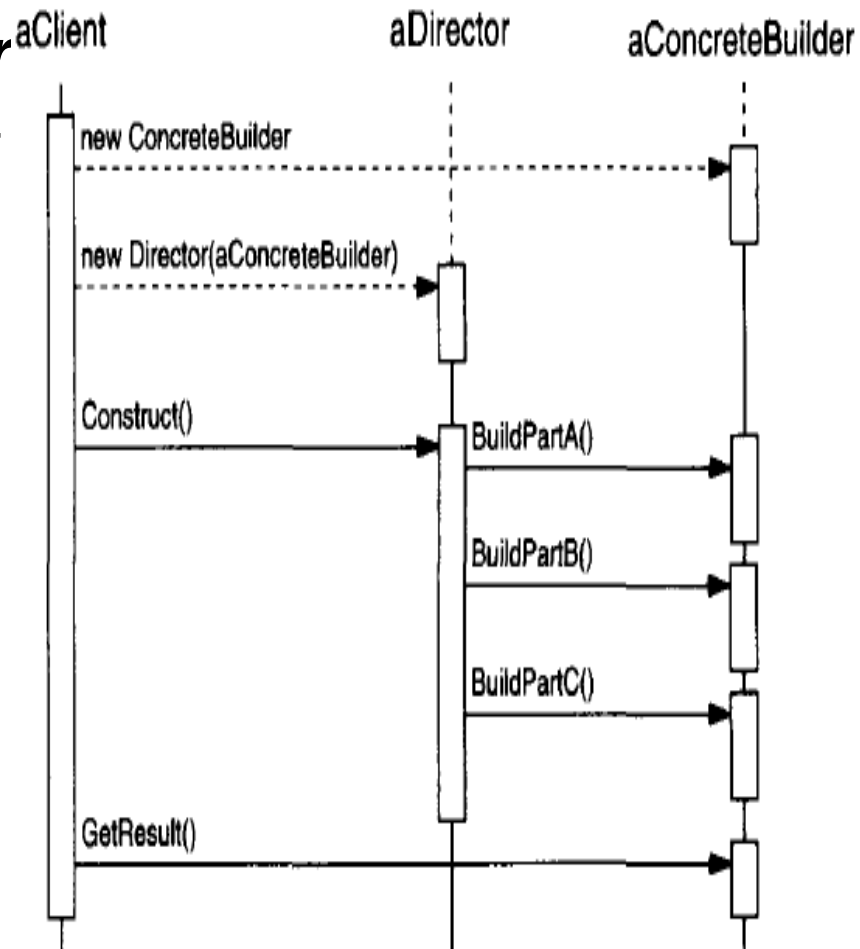 aClient
aDirector
aConcreteBuilder
new ConcreteBuilder
new Director(aConcreteBuilder)
Construct()
BuildPartA()
BuildPartB()
BuildPartC()
GetResult()